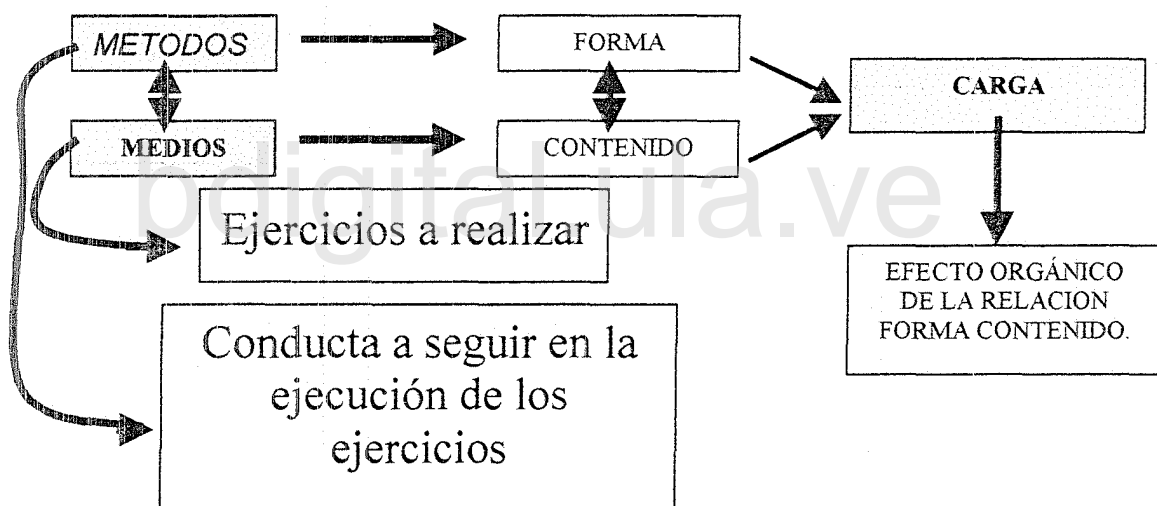 METODOS
FORMA
CARGA
MEDIOS
CONTENIDO
bdigital.ula.ve
Ejercicios a realizar
EFECTO ORGÁNICO
DE LA RELACION
FORMA CONTENIDO.
Conducta a seguir en la
ejecución de los
ejercicios